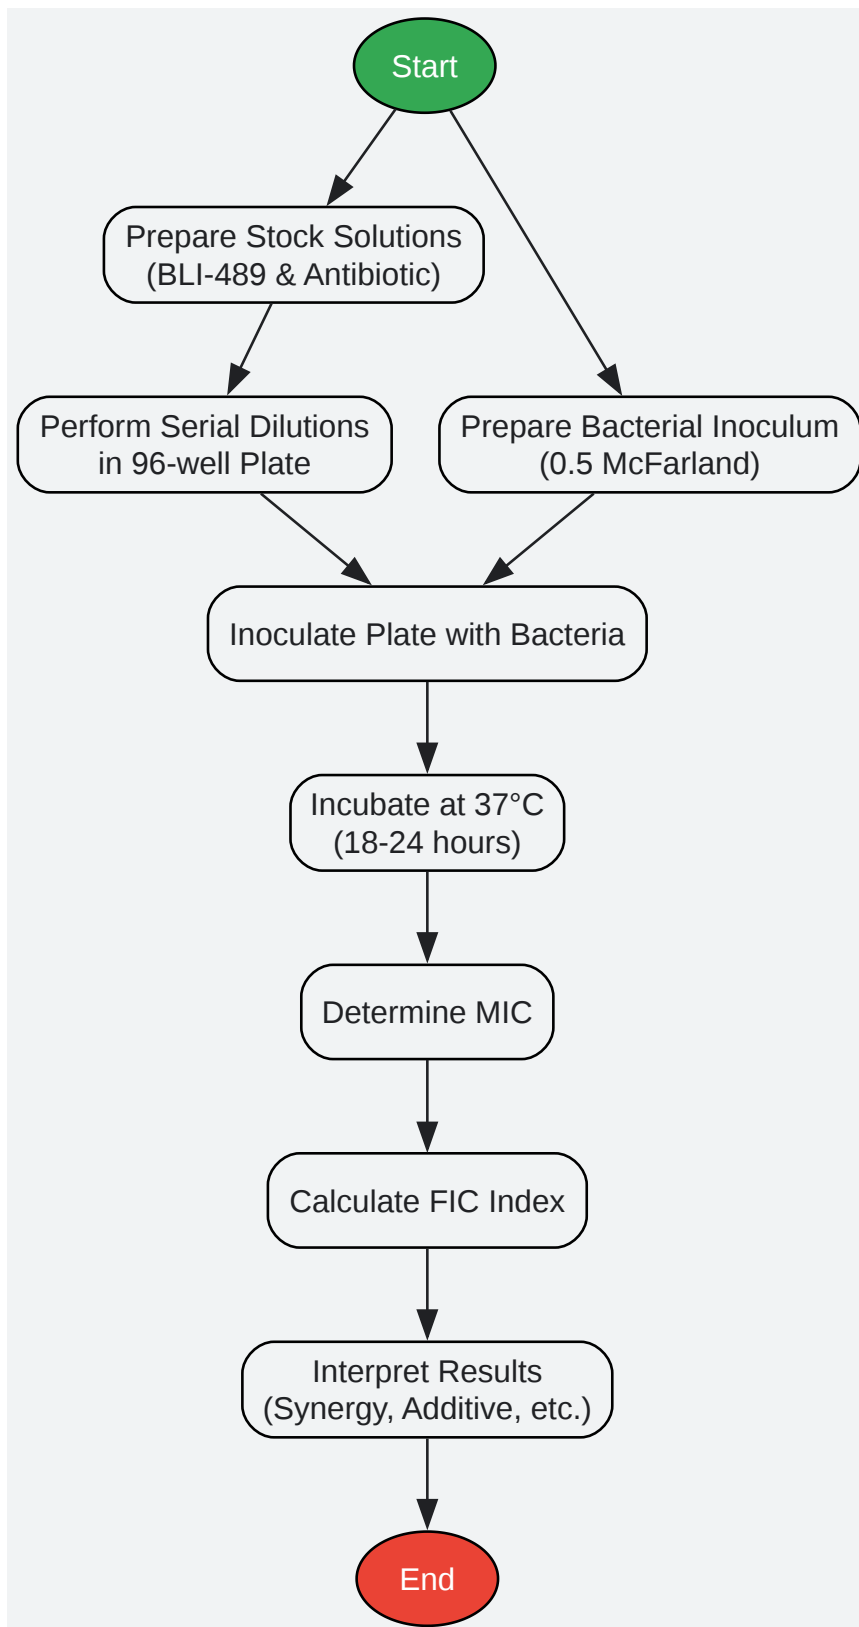 Start
Prepare Stock Solutions
(BLI-489 & Antibiotic)
Perform Serial Dilutions
in 96-well Plate
Prepare Bacterial Inoculum
(0.5 McFarland)
Inoculate Plate with Bacteria
Incubate at 37°C
(18-24 hours)
Determine MIC
Calculate FIC Index
Interpret Results
(Synergy, Additive, etc.)
End